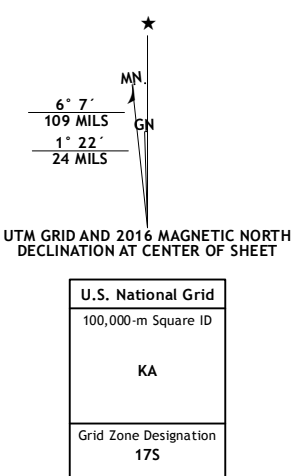 MN.
6° 7´
109 MILS
GN
1° 22´
24 MILS
UTM GRID AND 2016 MAGNETIC NORTH
DECLINATION AT CENTER OF SHEET
U.S. National Grid
100,000-m Square ID
KA
Grid Zone Designation
17S